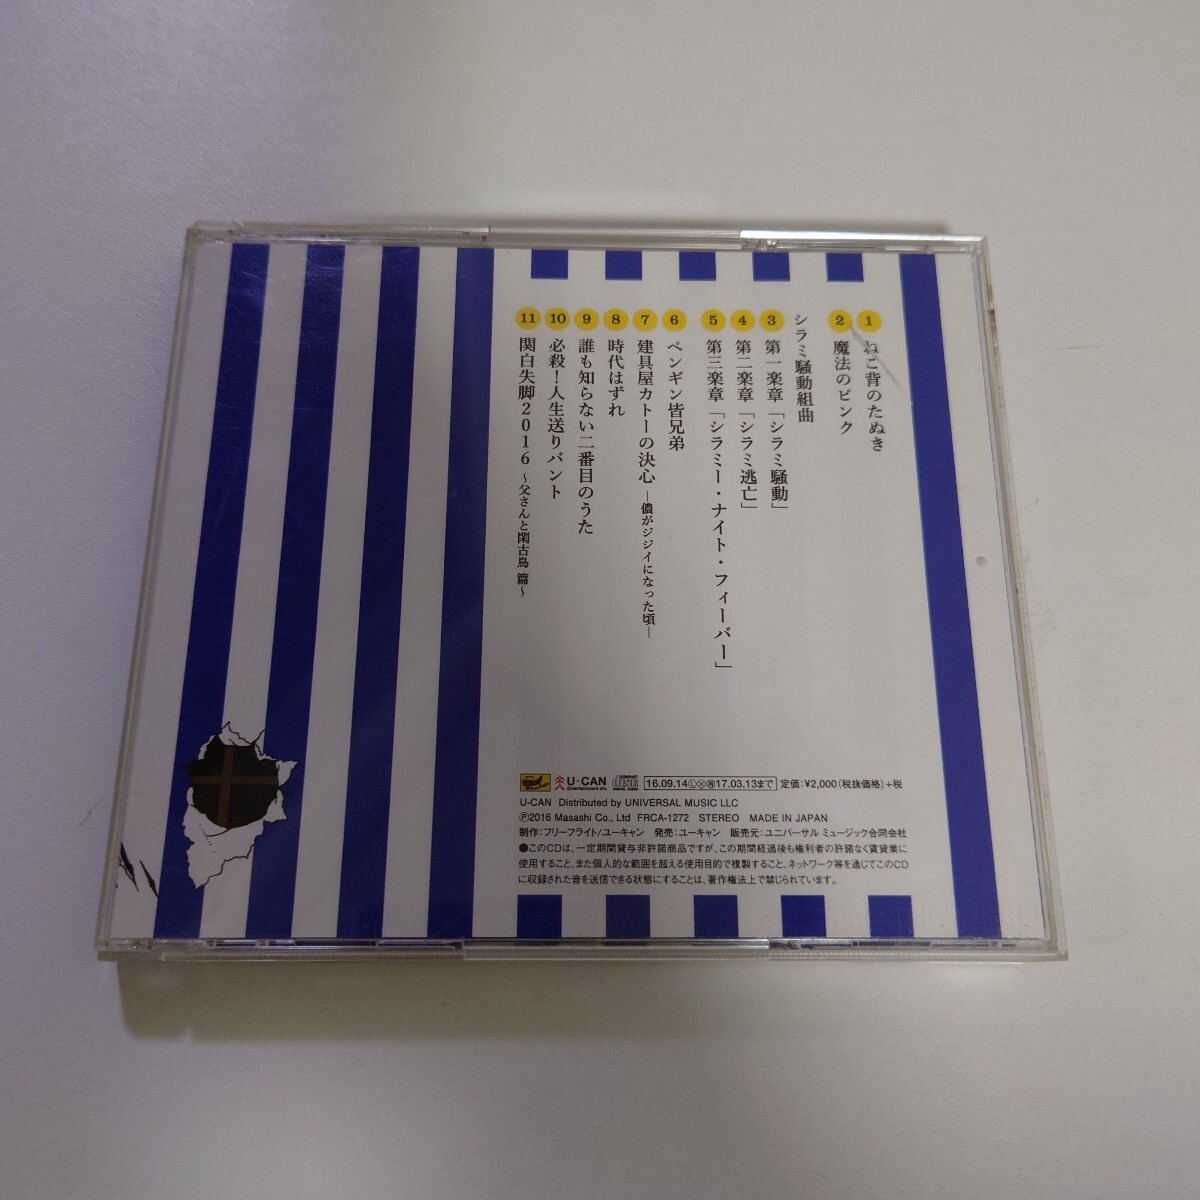 1 ねこ背のたぬき
2 魔法のピンク
シラミ騒動組曲
3 第一楽章「シラミ騒動」
4 第二楽章「シラミ逃亡」
5 第三楽章「シラミー・ナイト・フィーバー」
6 ペンギン皆兄弟
7 建具屋カトーの決心 ―儂がジジイになった頃―
8 時代はずれ
9 誰も知らない二番目のうた
10 必殺！人生送りバント
11 関白失脚2016 ～父さんと閑古鳥 篇～
U-CAN Entertainment div. COMPACT disc DIGITAL AUDIO 16.09.14Ⓛ Ⓧ 17.03.13まで 定価:¥2,000(税抜価格)+税
U-CAN Distributed by UNIVERSAL MUSIC LLC
Ⓟ2016 Masashi Co., Ltd FRCA-1272 STEREO MADE IN JAPAN
制作:フリーフライト/ユーキャン 発売:ユーキャン 販売元:ユニバーサル ミュージック合同会社
●このCDは、一定期間貸与非許諾商品ですが、この期間経過後も権利者の許諾なく賃貸業に
使用すること、また個人的な範囲を超える使用目的で複製すること、ネットワーク等を通じてこのCD
に収録された音を送信できる状態にすることは、著作権法上で禁じられています。